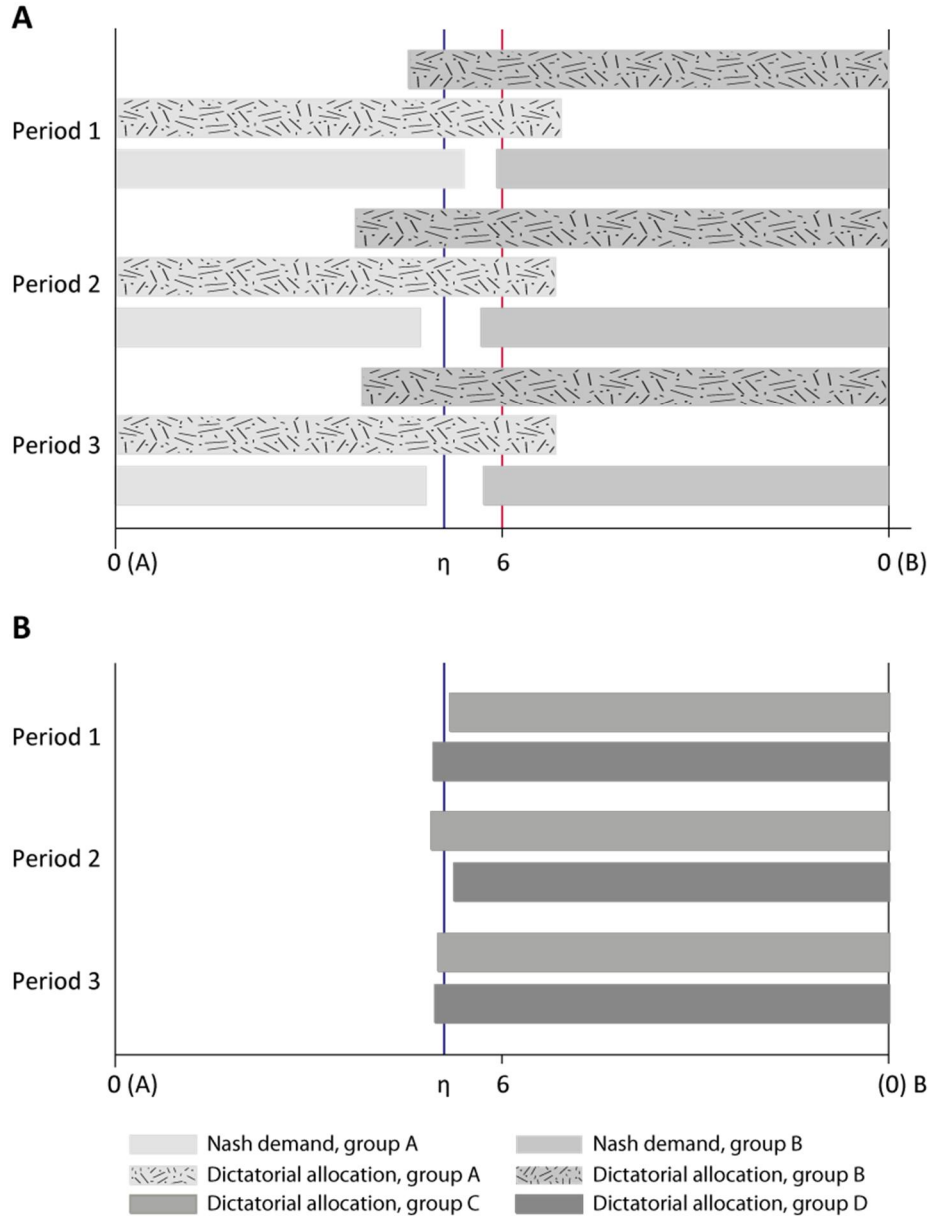 A
Period 1
Period 2
Period 3
0 (A) η 6 0 (B)
B
Period 1
Period 2
Period 3
0 (A) η 6 (0) B
Nash demand, group A Nash demand, group B
Dictatorial allocation, group A Dictatorial allocation, group B
Dictatorial allocation, group C Dictatorial allocation, group D